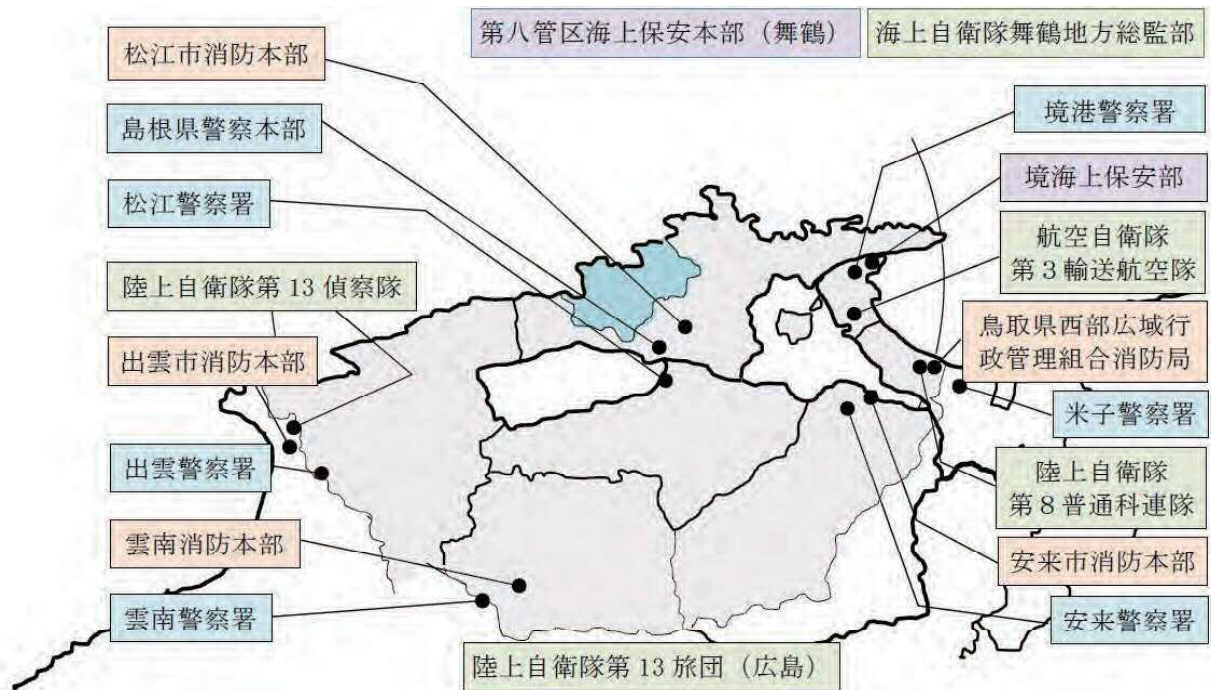 第八管区海上保安本部（舞鶴）
海上自衛隊舞鶴地方総監部
松江市消防本部
島根県警察本部
松江警察署
陸上自衛隊第13偵察隊
出雲市消防本部
出雲警察署
雲南消防本部
雲南警察署
境港警察署
境海上保安部
航空自衛隊
第3輸送航空隊
鳥取県西部広域行
政管理組合消防局
米子警察署
陸上自衛隊
第8普通科連隊
安来市消防本部
安来警察署
陸上自衛隊第13旅団（広島）